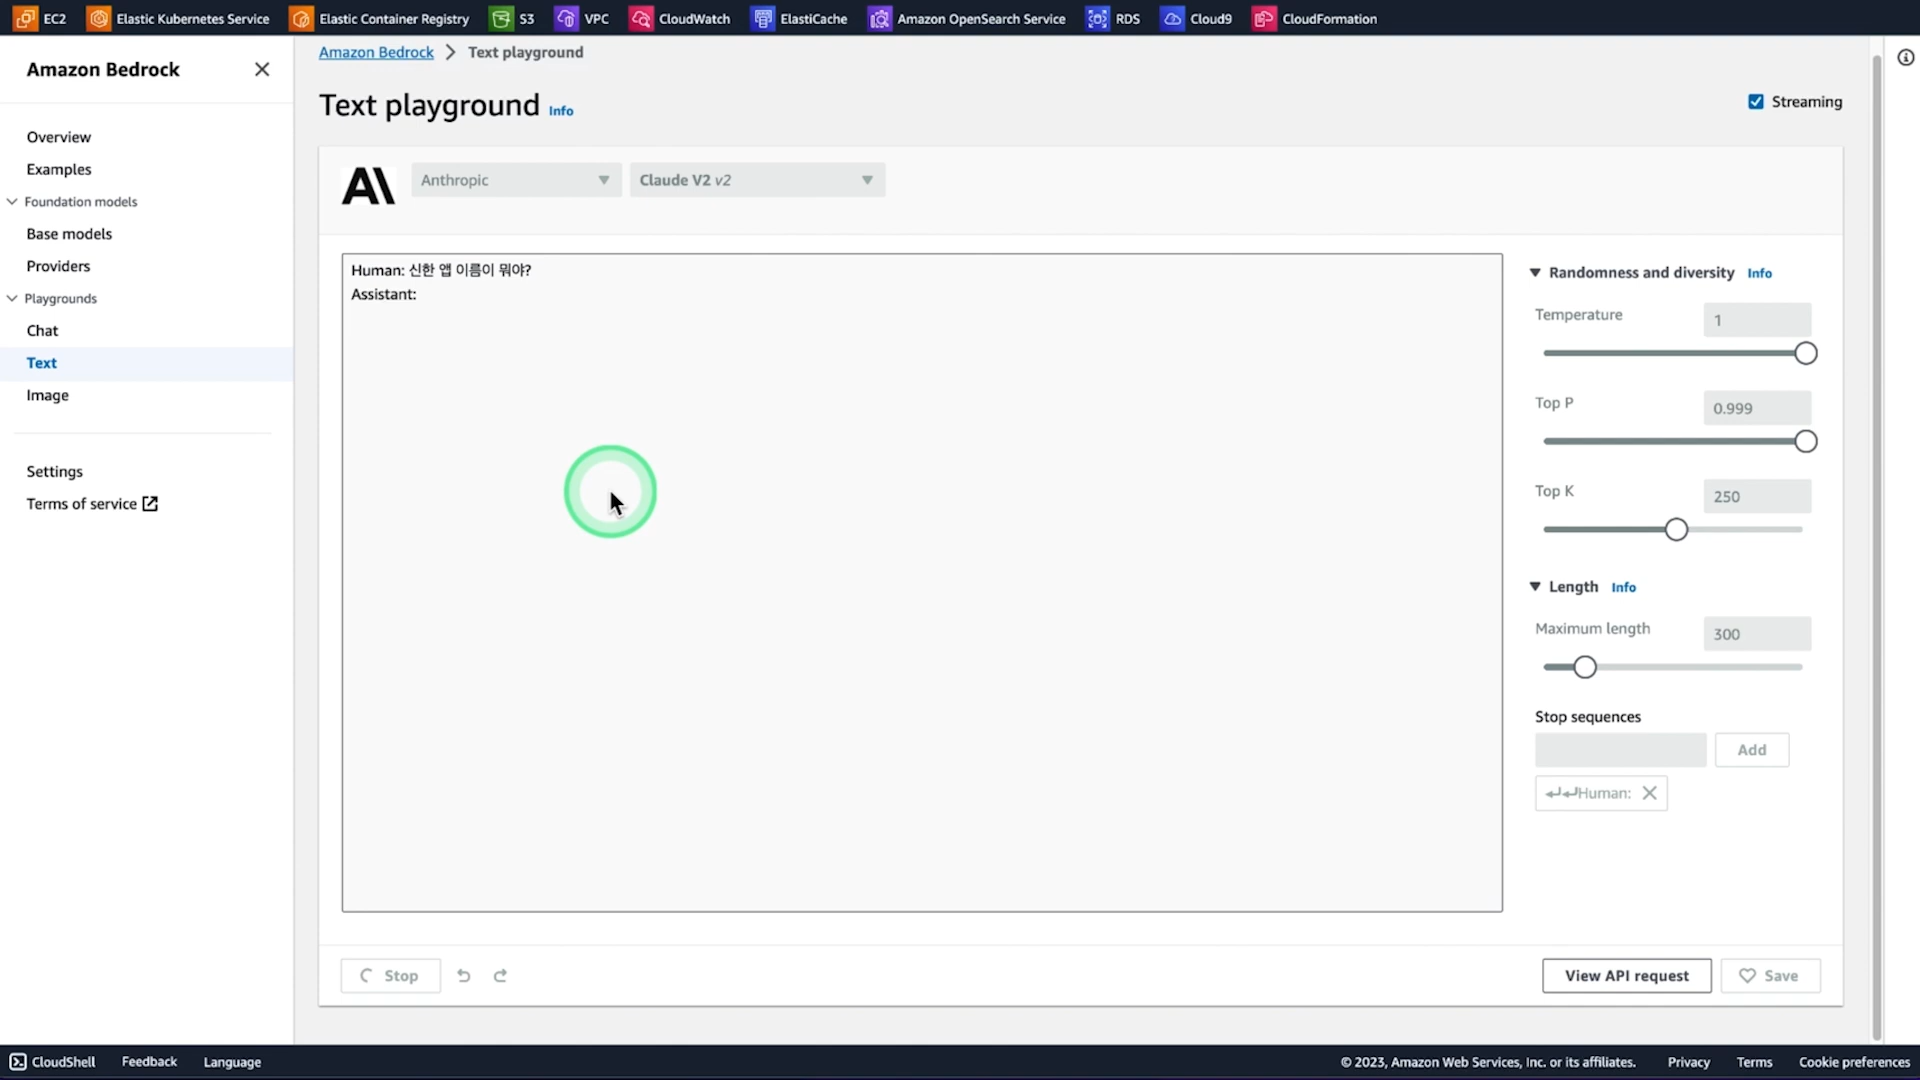 EC2 Elastic Kubernetes Service Elastic Container Registry S3 VPC CloudWatch ElastiCache Amazon OpenSearch Service RDS Cloud9 CloudFormation
Amazon Bedrock
Overview
Examples
Foundation models
Base models
Providers
Playgrounds
Chat
Text
Image
Settings
Terms of service
Amazon Bedrock > Text playground
Text playground Info
Streaming
A\ Anthropic Claude V2 v2
Human: 신한 앱 이름이 뭐야?
Assistant:
Randomness and diversity Info
Temperature 1
Top P 0.999
Top K 250
Length Info
Maximum length 300
Stop sequences
Add
↵↵Human:
Stop
View API request Save
CloudShell Feedback Language © 2023, Amazon Web Services, Inc. or its affiliates. Privacy Terms Cookie preferences